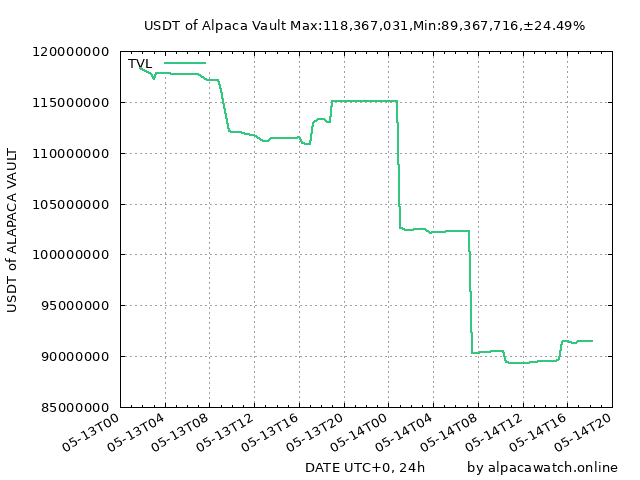 USDT of Alpaca Vault Max:118,367,031,Min:89,367,716,±24.49%
TVL
120000000
115000000
110000000
105000000
100000000
95000000
90000000
85000000
USDT of ALAPACA VAULT
05-13T00
05-13T04
05-13T08
05-13T12
05-13T16
05-13T20
05-14T00
05-14T04
05-14T08
05-14T12
05-14T16
05-14T20
DATE UTC+0, 24h
by alpacawatch.online